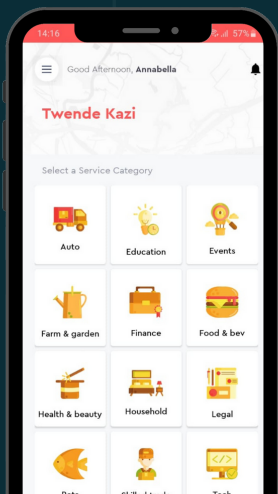 14:16 57%
Good Afternoon, Annabella
Twende Kazi
Select a Service Category
Auto Education Events
Farm & garden Finance Food & bev
Health & beauty Household Legal